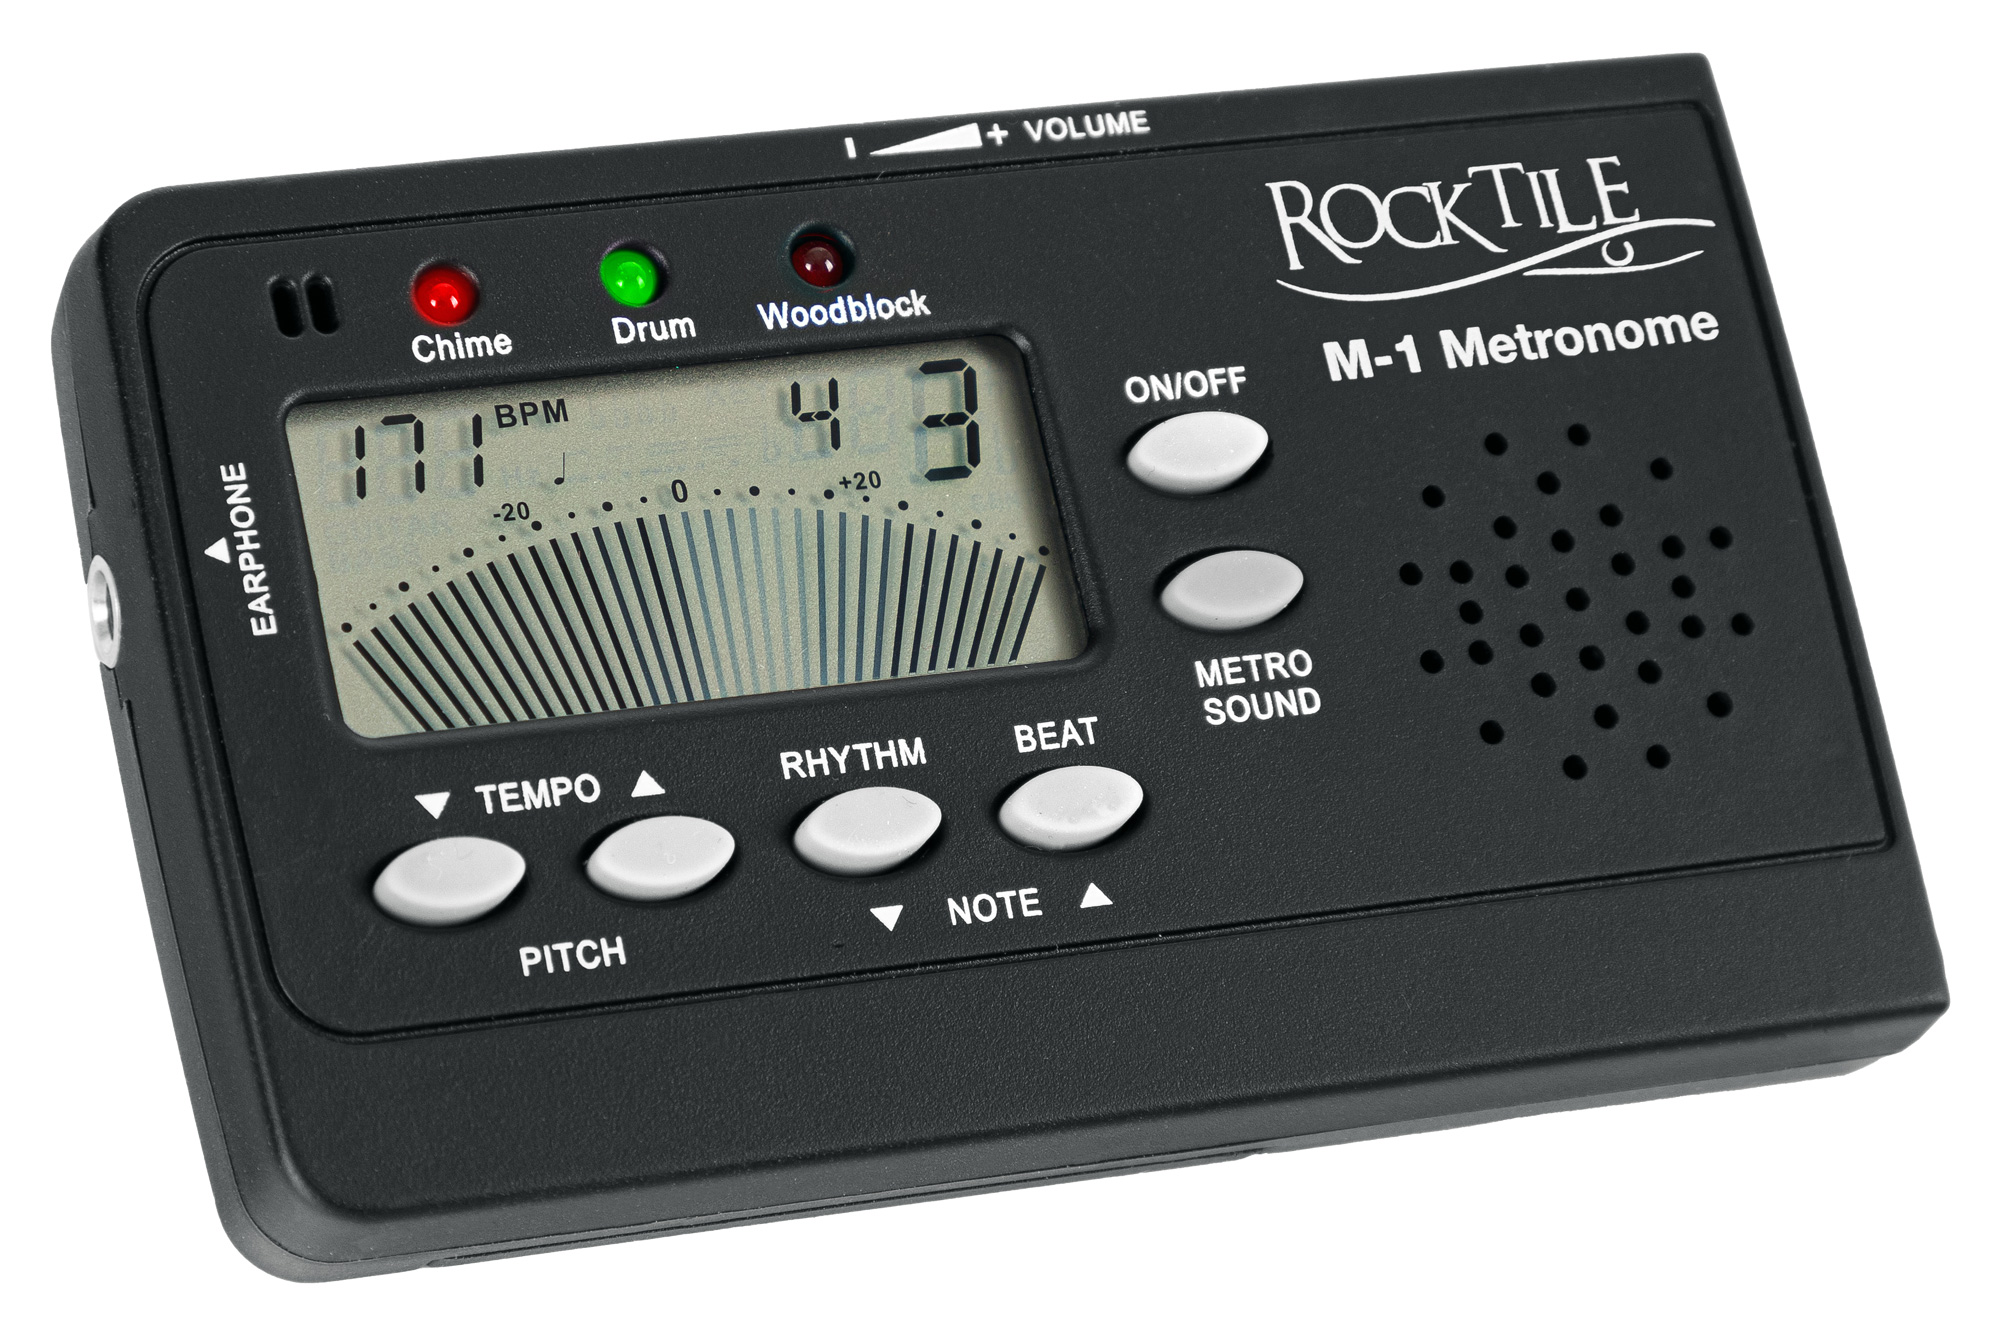 VOLUME
ROCKTILE
M-1 Metronome
Chime
Drum
Woodblock
171 BPM 4 3
-20 0 +20
EARPHONE
ON/OFF
METRO
SOUND
TEMPO
RHYTHM
BEAT
PITCH
NOTE